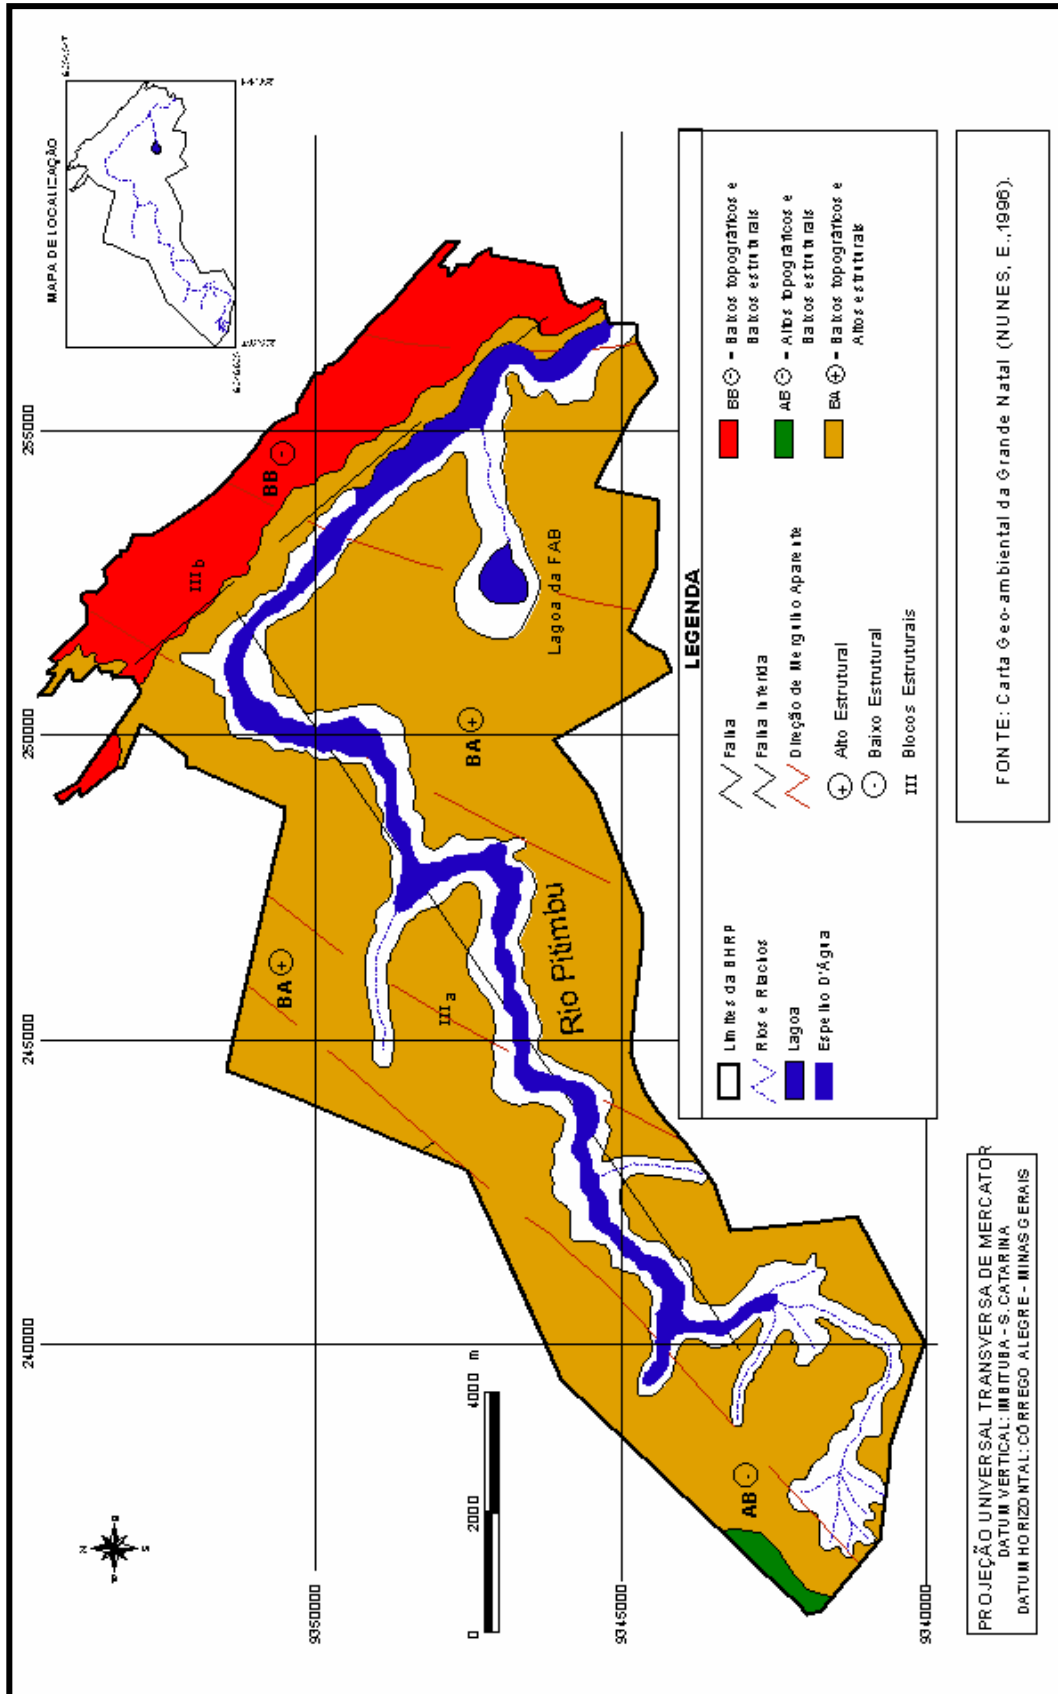 MAPA DE LOCALIZAÇÃO
240000
245000
250000
255000
9350000
9345000
9340000
BB -
III b
BA +
BA +
III a
AB -
Lagoa da FAB
Rio Pitimbu
0 2000 4000 m
LEGENDA
Limites da BHRP
Rios e Riachos
Lagoa
Espelho D'Água
Falha
Falha Inferida
Direção de Mergulho Aparente
+ Alto Estrutural
- Baixo Estrutural
III Blocos Estruturais
BB - = Baixos topográficos e
Baixos estruturais
AB - = Altos topográficos e
Baixos estruturais
BA + = Baixos topográficos e
Altos estruturais
PROJEÇÃO UNIVERSAL TRANSVERSA DE MERCATOR
DATUM VERTICAL: IMBITUBA - S. CATARINA
DATUM HORIZONTAL: CÓRREGO ALEGRE - MINAS GERAIS
FONTE: Carta Geo-ambiental da Grande Natal (NUNES, E.,1996).